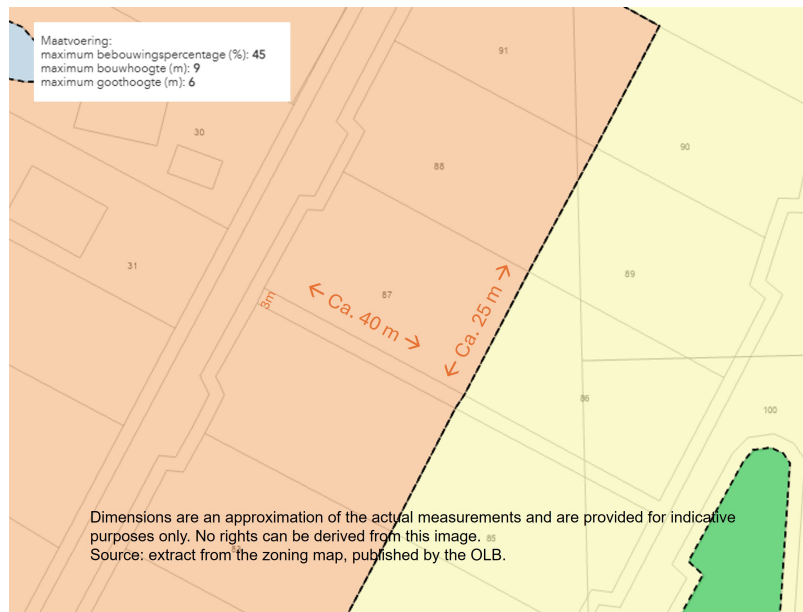 Maatvoering:
maximum bebouwingspercentage (%): 45
maximum bouwhoogte (m): 9
maximum goothoogte (m): 6
91
30
90
88
31
89
87
3m
← Ca. 40 m →
← Ca. 25 m →
86
100
Dimensions are an approximation of the actual measurements and are provided for indicative
purposes only. No rights can be derived from this image.
85
Source: extract from the zoning map, published by the OLB.